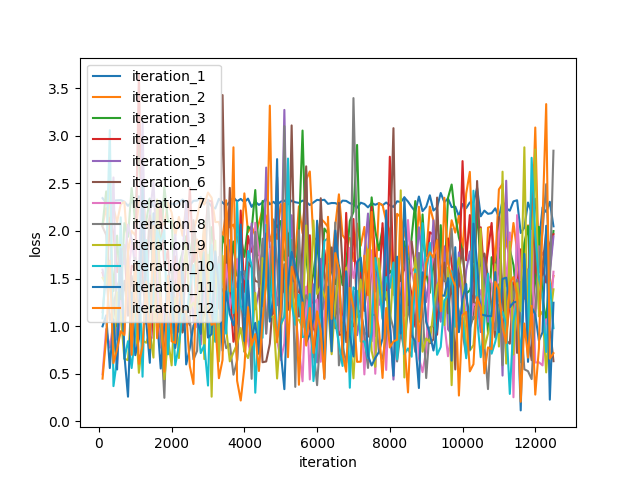 3.5
3.0
2.5
2.0
1.5
1.0
0.5
0.0
loss
iteration_1
iteration_2
iteration_3
iteration_4
iteration_5
iteration_6
iteration_7
iteration_8
iteration_9
iteration_10
iteration_11
iteration_12
0 2000 4000 6000 8000 10000 12000
iteration